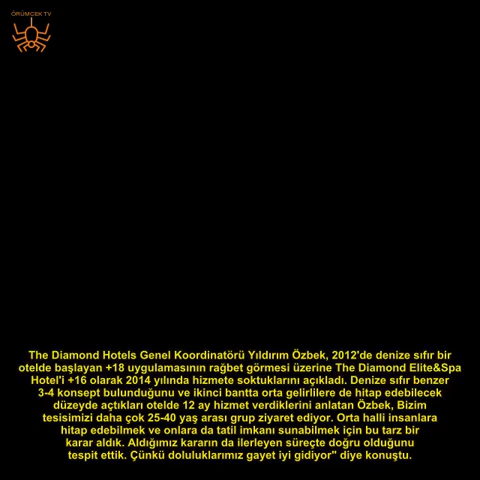 ÖRÜMCEK TV
The Diamond Hotels Genel Koordinatörü Yıldırım Özbek, 2012'de denize sıfır bir
otelde başlayan +18 uygulamasının rağbet görmesi üzerine The Diamond Elite&Spa
Hotel'i +16 olarak 2014 yılında hizmete soktuklarını açıkladı. Denize sıfır benzer
3-4 konsept bulunduğunu ve ikinci bantta orta gelirlilere de hitap edebilecek
düzeyde açtıkları otelde 12 ay hizmet verdiklerini anlatan Özbek, Bizim
tesisimizi daha çok 25-40 yaş arası grup ziyaret ediyor. Orta halli insanlara
hitap edebilmek ve onlara da tatil imkanı sunabilmek için bu tarz bir
karar aldık. Aldığımız kararın da ilerleyen süreçte doğru olduğunu
tespit ettik. Çünkü doluluklarımız gayet iyi gidiyor" diye konuştu.